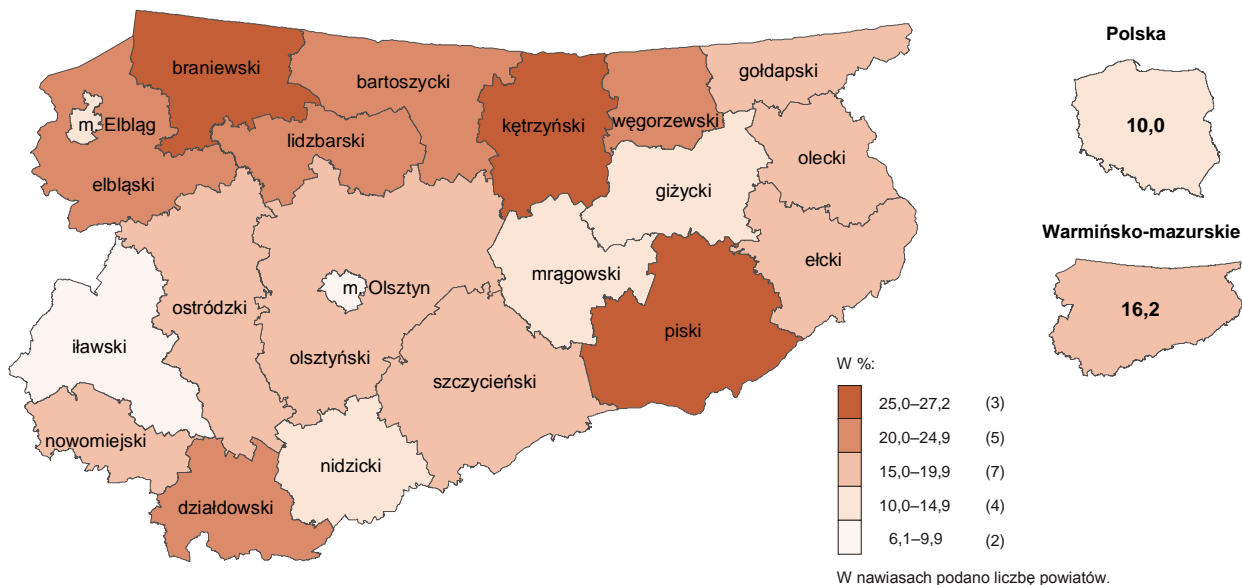 braniewski
bartoszycki
gołdapski
m. Elbląg
kętrzyński
węgorzewski
lidzbarski
olecki
elbląski
giżycki
mrągowski
ełcki
m. Olsztyn
ostródzki
iławski
olsztyński
piski
szczycieński
nowomiejski
nidzicki
działdowski
Polska
10,0
Warmińsko-mazurskie
16,2
W %:
25,0–27,2 (3)
20,0–24,9 (5)
15,0–19,9 (7)
10,0–14,9 (4)
6,1–9,9 (2)
W nawiasach podano liczbę powiatów.